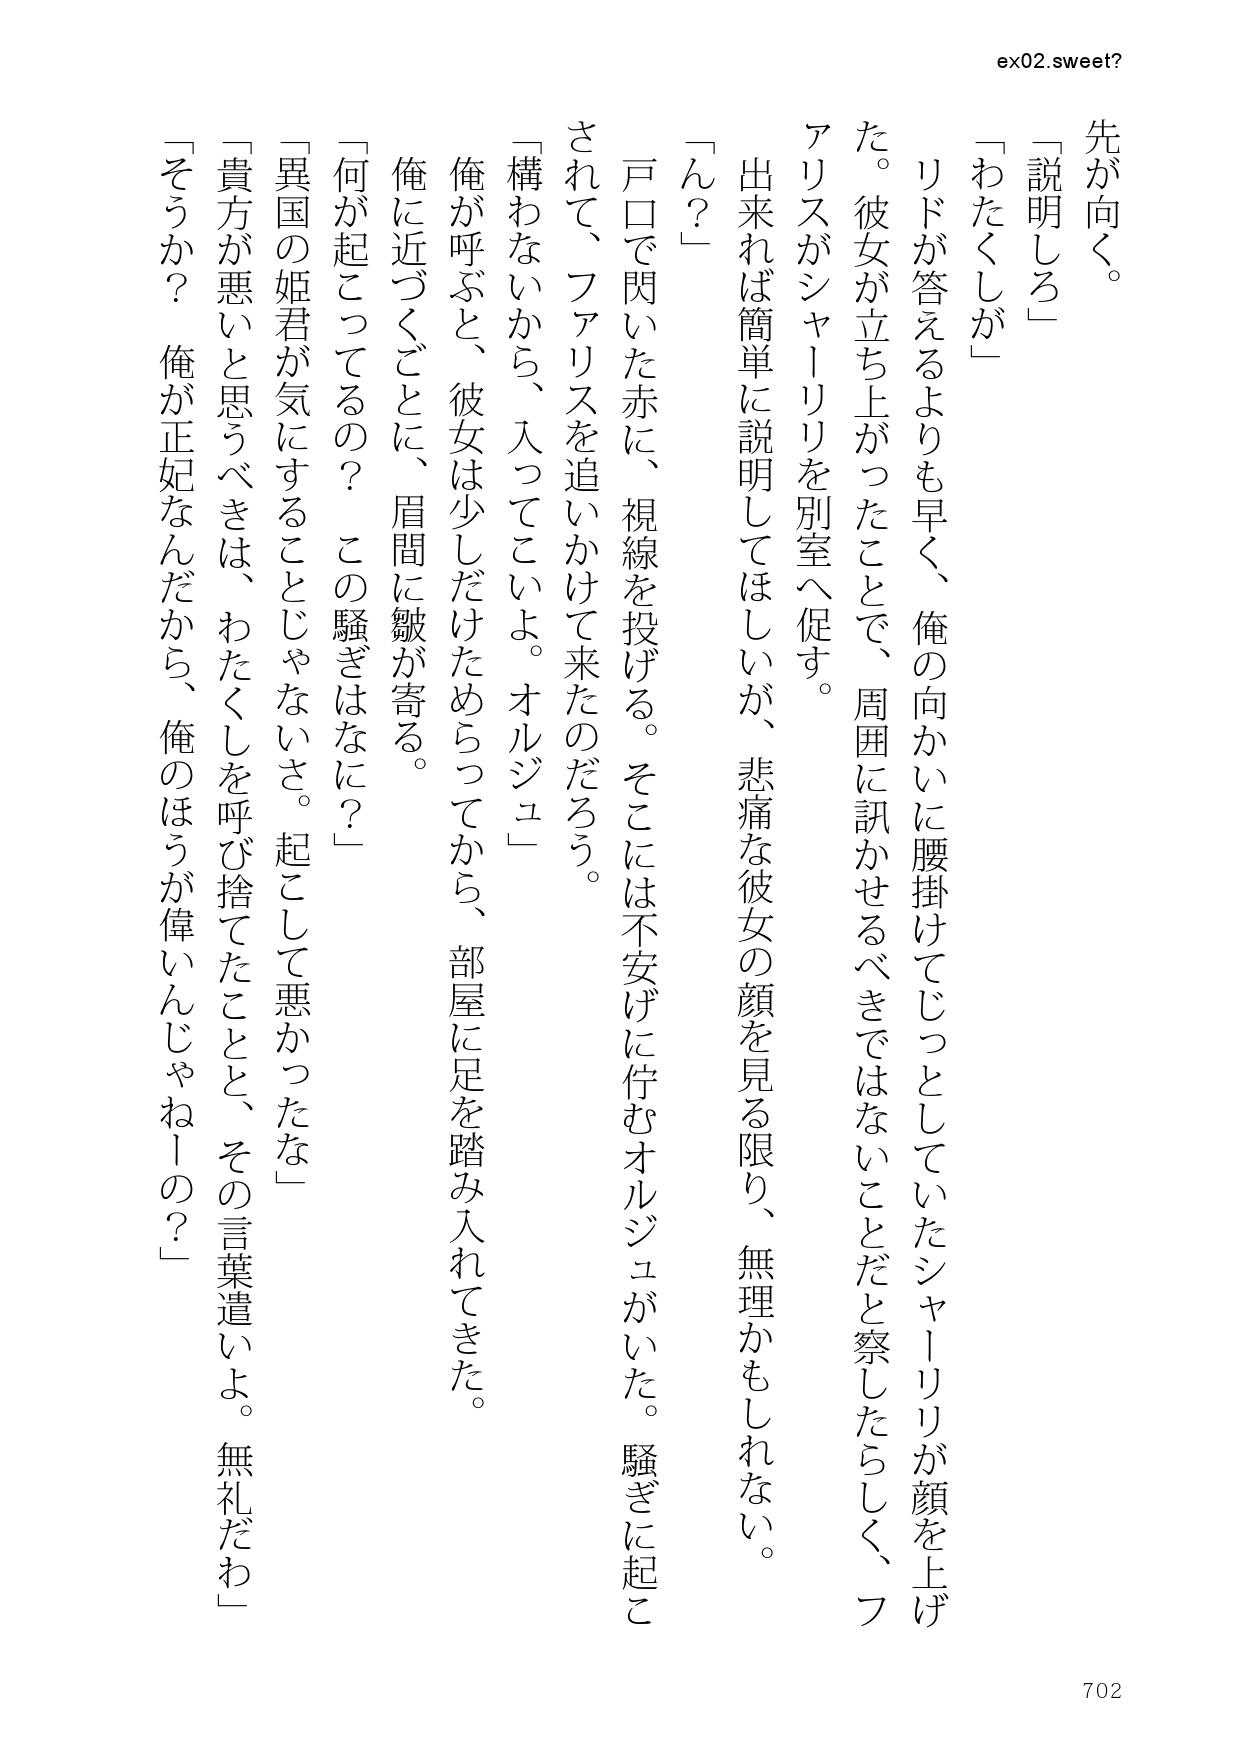 ex02.sweet?
先が向く。
「説明しろ」
「わたくしが」
リドが答えるよりも早く、俺の向かいに腰掛けてじっとしていたシャーリリが顔を上げ
た。彼女が立ち上がったことで、周囲に訊かせるべきではないことだと察したらしく、フ
ァリスがシャーリリを別室へ促す。
出来れば簡単に説明してほしいが、悲痛な彼女の顔を見る限り、無理かもしれない。
「ん？」
戸口で閃いた赤に、視線を投げる。そこには不安げに佇むオルジュがいた。騒ぎに起こ
されて、ファリスを追いかけて来たのだろう。
「構わないから、入ってこいよ。オルジュ」
俺が呼ぶと、彼女は少しだけためらってから、部屋に足を踏み入れてきた。
俺に近づくごとに、眉間に皺が寄る。
「何が起こってるの？　この騒ぎはなに？」
「異国の姫君が気にすることじゃないさ。起こして悪かったな」
「貴方が悪いと思うべきは、わたくしを呼び捨てたことと、その言葉遣いよ。無礼だわ」
「そうか？　俺が正妃なんだから、俺のほうが偉いんじゃねーの？」
702